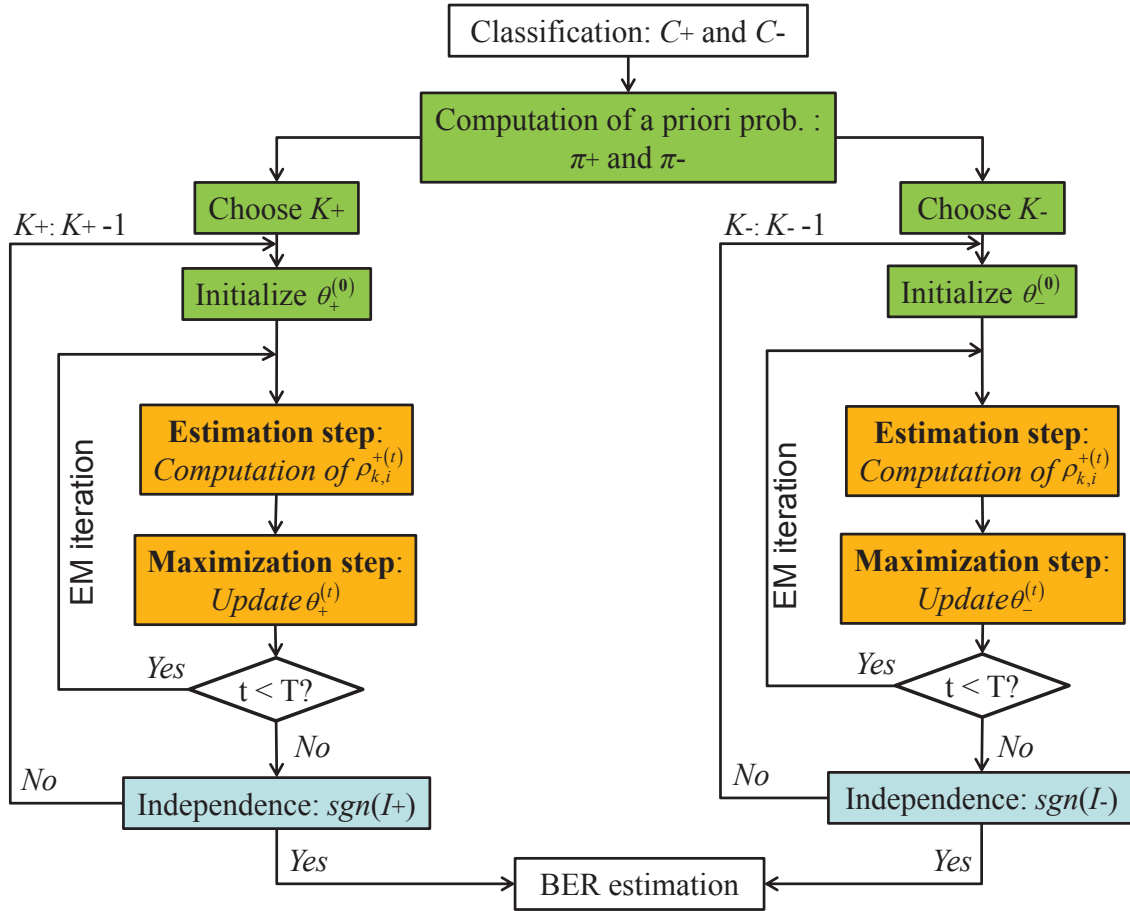 Classification: C+ and C-
Computation of a priori prob. :
π+ and π-
Choose K+
K+: K+ -1
Initialize θ₊⁽⁰⁾
EM iteration
Estimation step:
Computation of ρₖ,ᵢ⁺⁽ᵗ⁾
Maximization step:
Update θ₊⁽ᵗ⁾
Yes
t < T?
No
No
Independence: sgn(I+)
Yes
Choose K-
K-: K- -1
Initialize θ₋⁽⁰⁾
EM iteration
Estimation step:
Computation of ρₖ,ᵢ⁺⁽ᵗ⁾
Maximization step:
Update θ₋⁽ᵗ⁾
Yes
t < T?
No
No
Independence: sgn(I-)
Yes
BER estimation